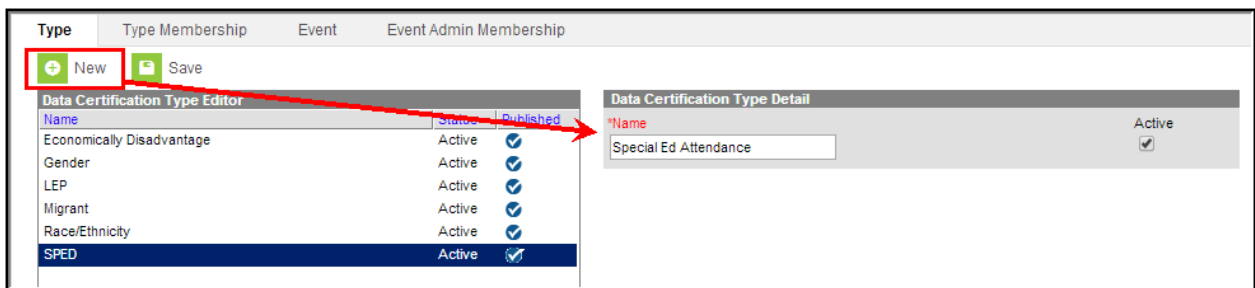 Type Type Membership Event Event Admin Membership
New Save
Data Certification Type Editor
Name Status Published
Economically Disadvantage Active
Gender Active
LEP Active
Migrant Active
Race/Ethnicity Active
SPED Active
Data Certification Type Detail
*Name Active
Special Ed Attendance